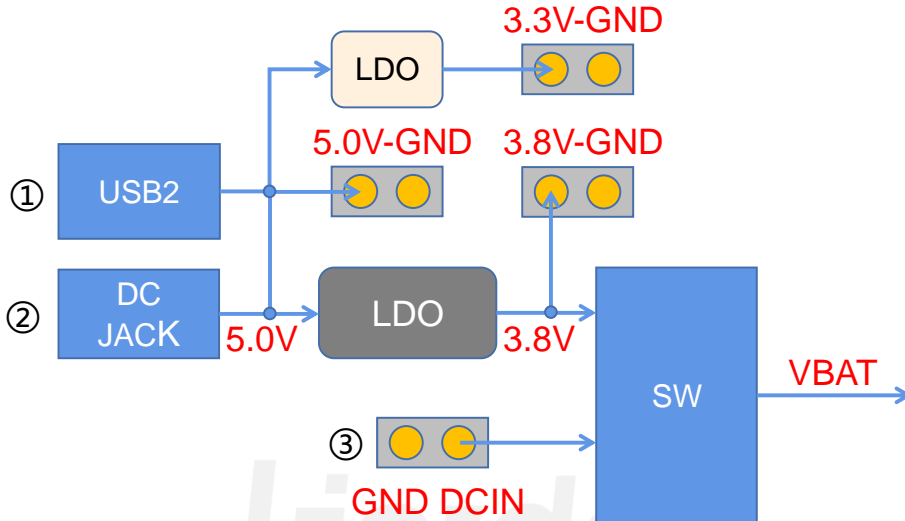 3.3V-GND
LDO
5.0V-GND
3.8V-GND
①
USB2
②
DC
JACK
5.0V
LDO
3.8V
SW
VBAT
③
GND DCIN